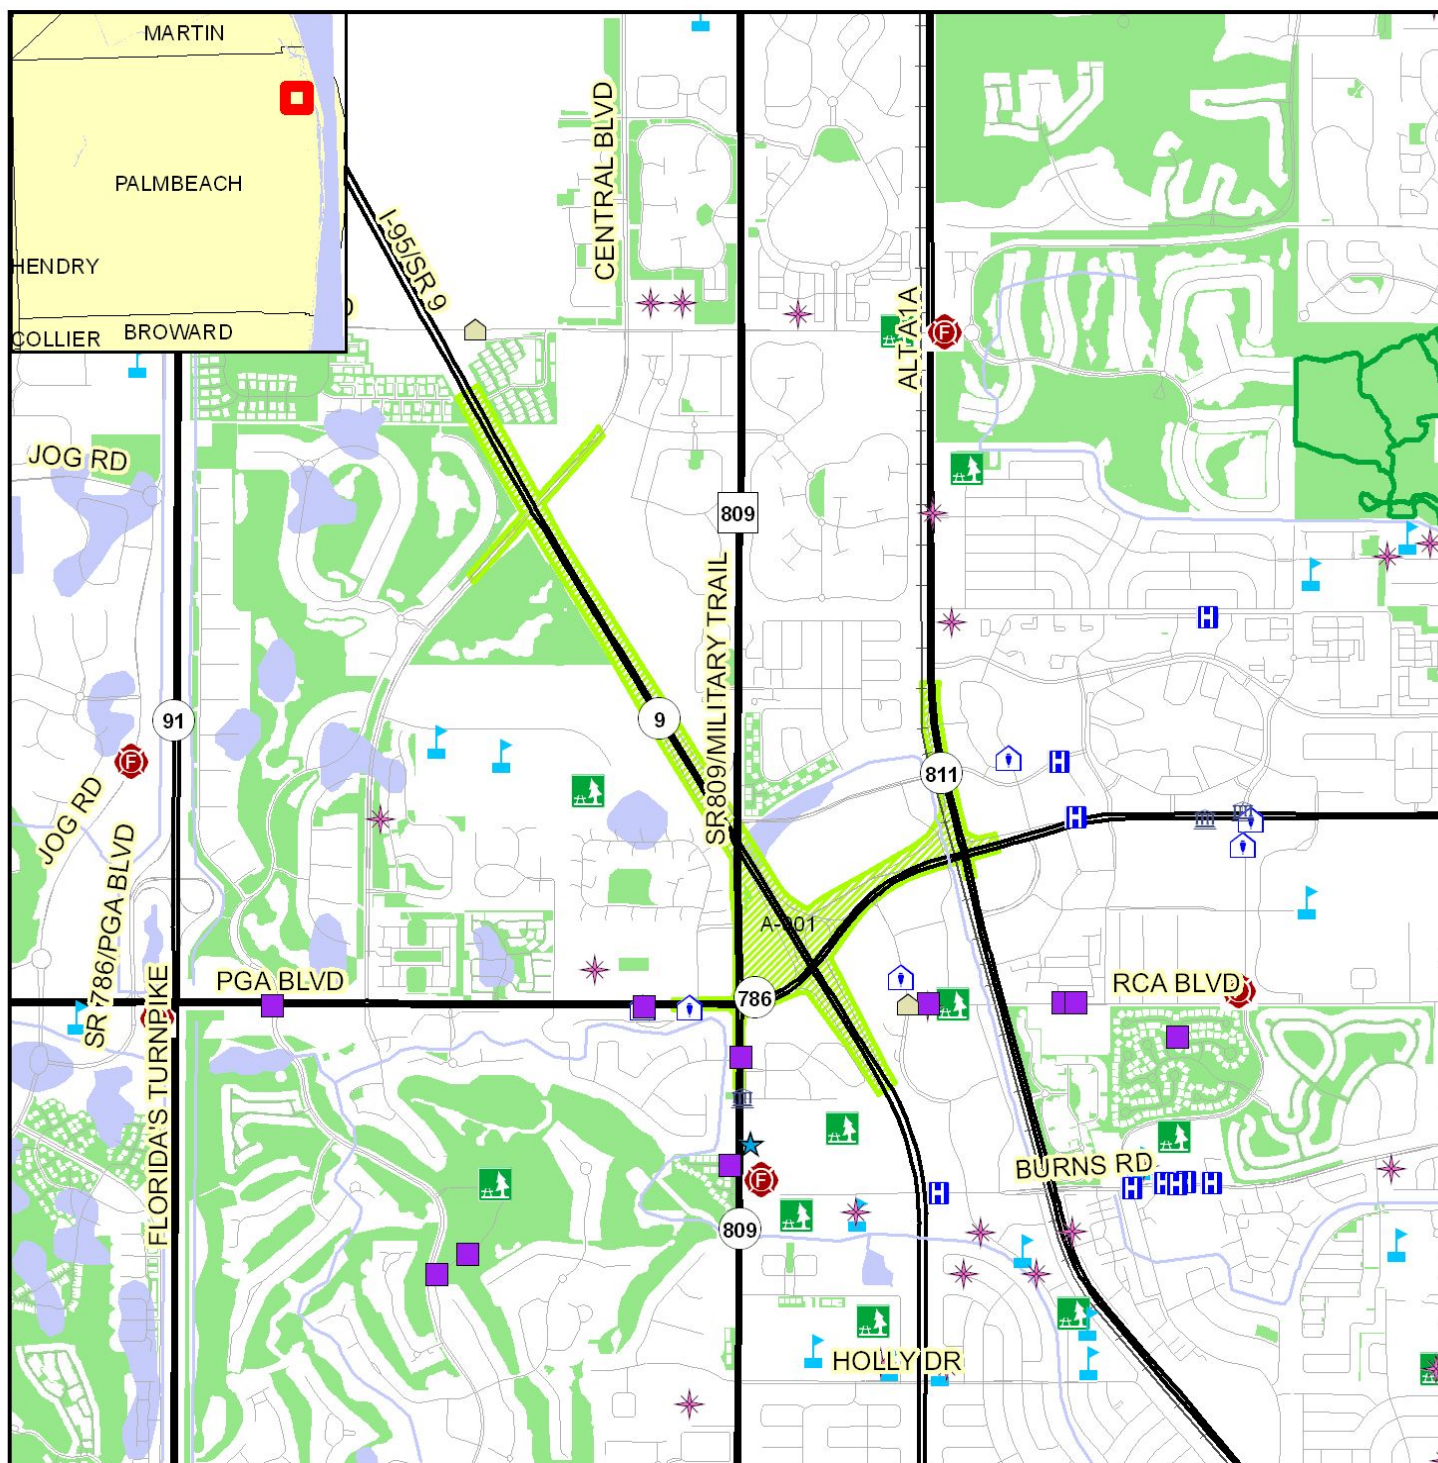 MARTIN
PALMBEACH
HENDRY
COLLIER
BROWARD
I-95/SR 9
CENTRAL BLVD
ALT A1A
F
JOG RD
809
SR809/MILITARY TRAIL
H
91
9
F
811
H
JOG RD
H
SR 786/PGA BLVD
A-001
PGA BLVD
786
RCA BLVD
FLORIDA'S TURNPIKE
BURNS RD
F
H
H
H
H
H
809
HOLLY DR